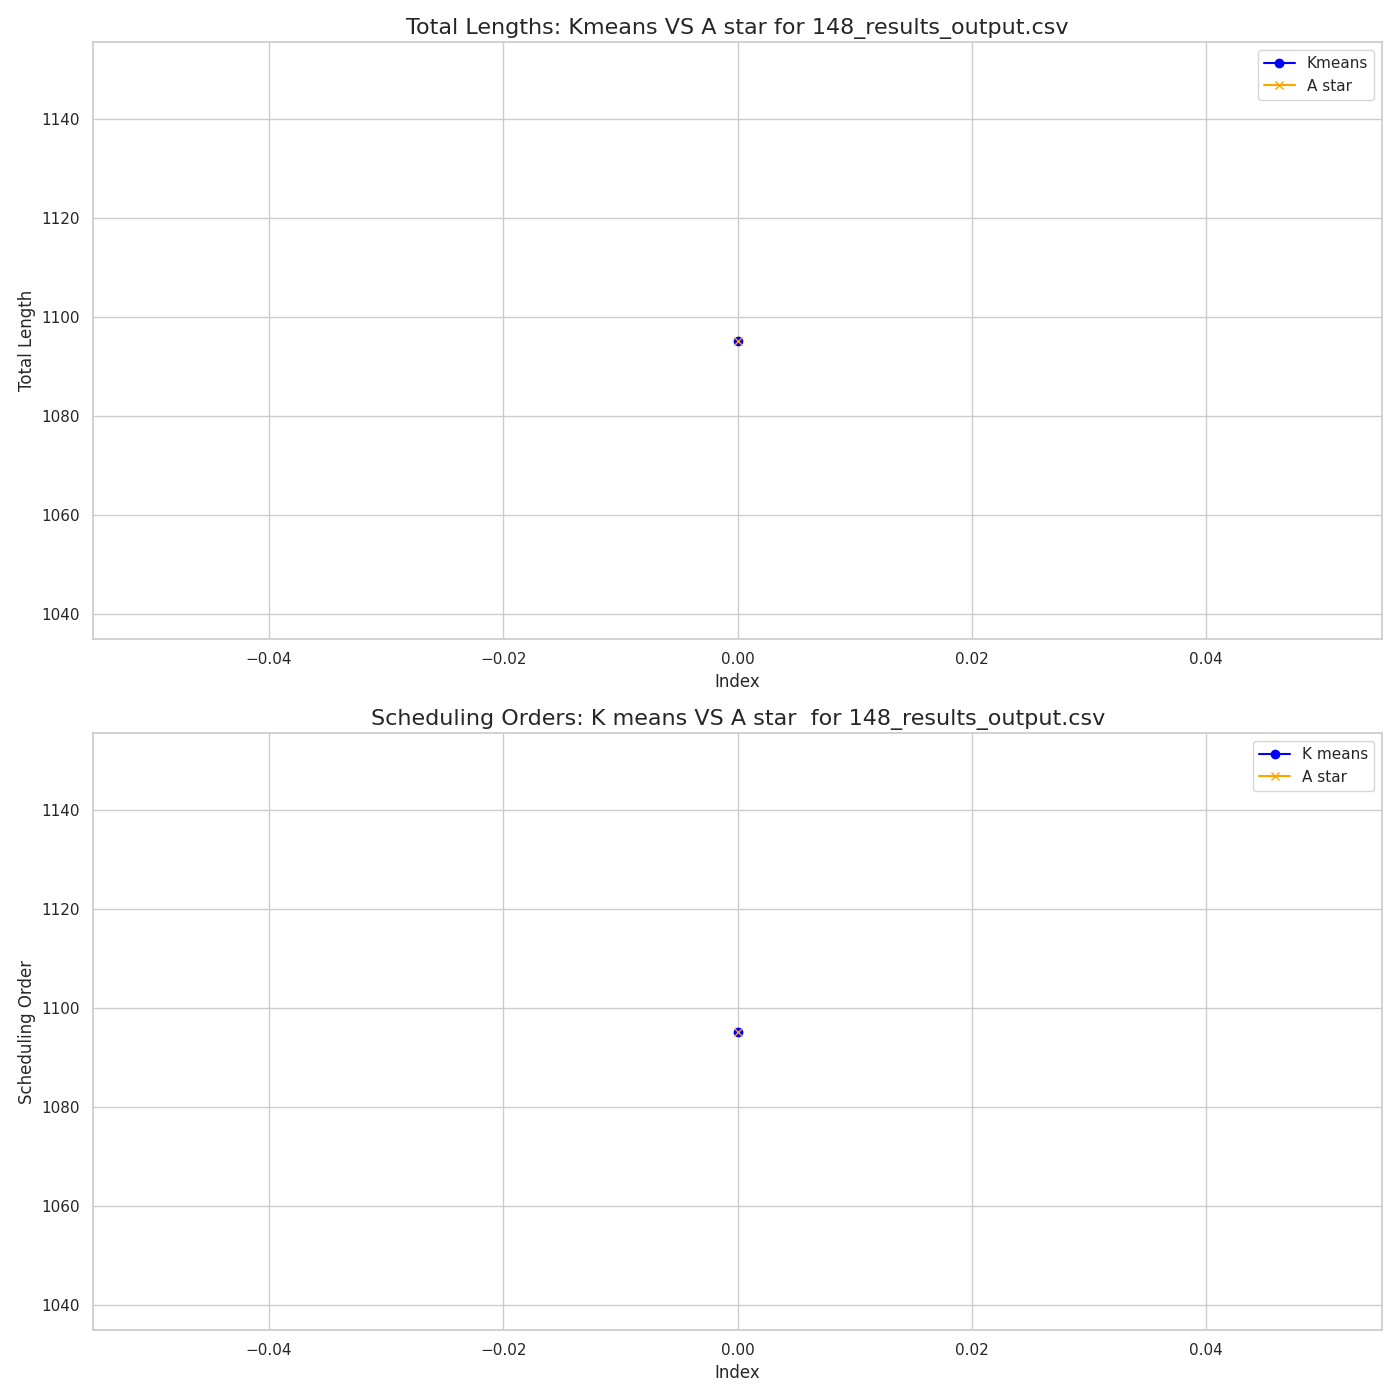 Total Lengths: Kmeans VS A star for 148_results_output.csv
Kmeans
A star
1140
1120
1100
1080
1060
1040
Total Length
−0.04
−0.02
0.00
0.02
0.04
Index
Scheduling Orders: K means VS A star  for 148_results_output.csv
K means
A star
1140
1120
1100
1080
1060
1040
Scheduling Order
−0.04
−0.02
0.00
0.02
0.04
Index